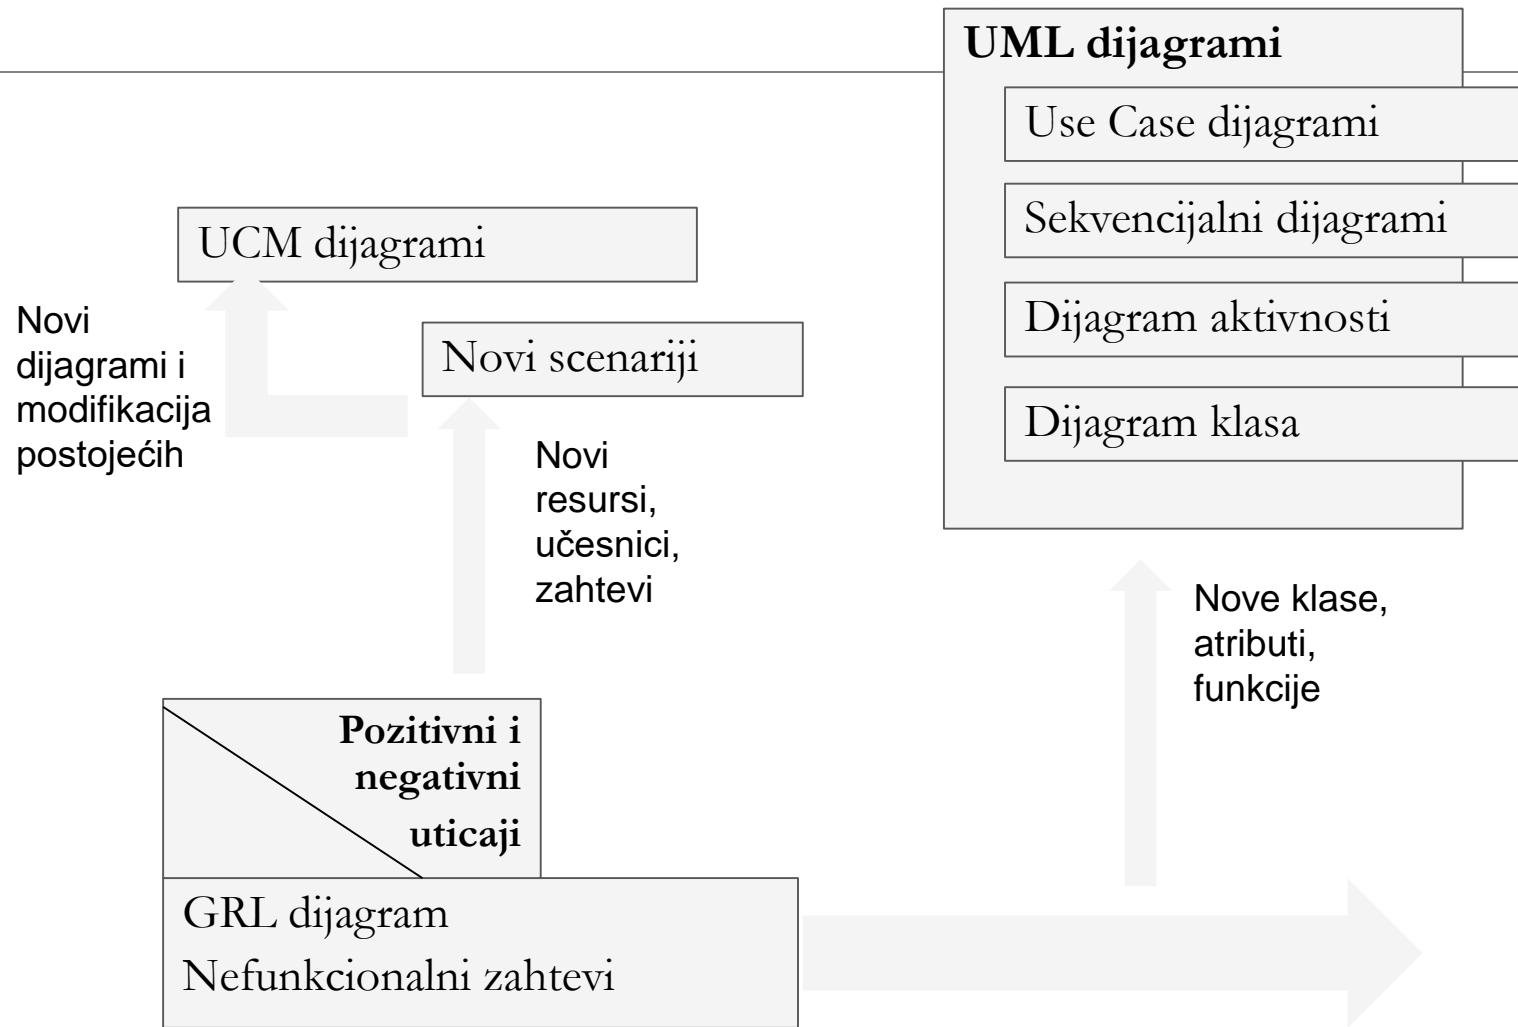 UML dijagrami
Use Case dijagrami
Sekvencijalni dijagrami
Dijagram aktivnosti
Dijagram klasa
UCM dijagrami
Novi
dijagrami i
modifikacija
postojećih
Novi scenariji
Novi
resursi,
učesnici,
zahtevi
Nove klase,
atributi,
funkcije
Pozitivni i
negativni
uticaji
GRL dijagram
Nefunkcionalni zahtevi